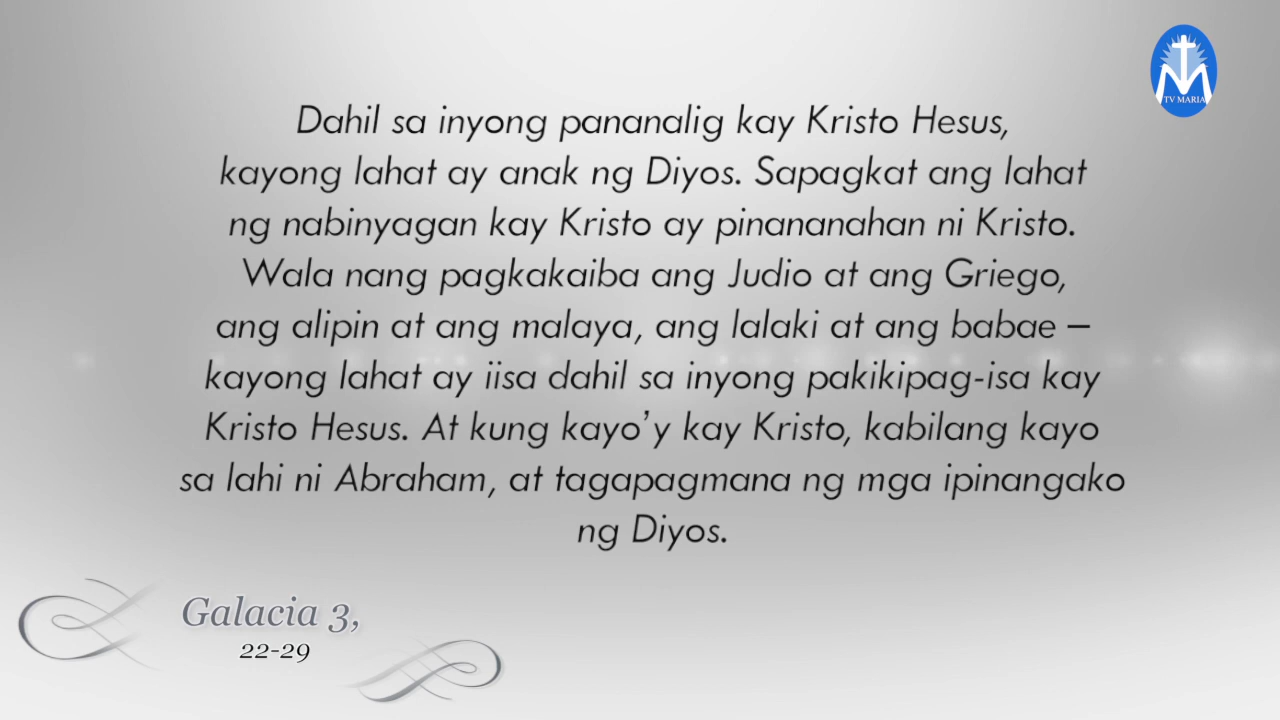 TV MARIA
Dahil sa inyong pananalig kay Kristo Hesus,
kayong lahat ay anak ng Diyos. Sapagkat ang lahat
ng nabinyagan kay Kristo ay pinananahan ni Kristo.
Wala nang pagkakaiba ang Judio at ang Griego,
ang alipin at ang malaya, ang lalaki at ang babae –
kayong lahat ay iisa dahil sa inyong pakikipag-isa kay
Kristo Hesus. At kung kayo’y kay Kristo, kabilang kayo
sa lahi ni Abraham, at tagapagmana ng mga ipinangako
ng Diyos.
Galacia 3,
22-29